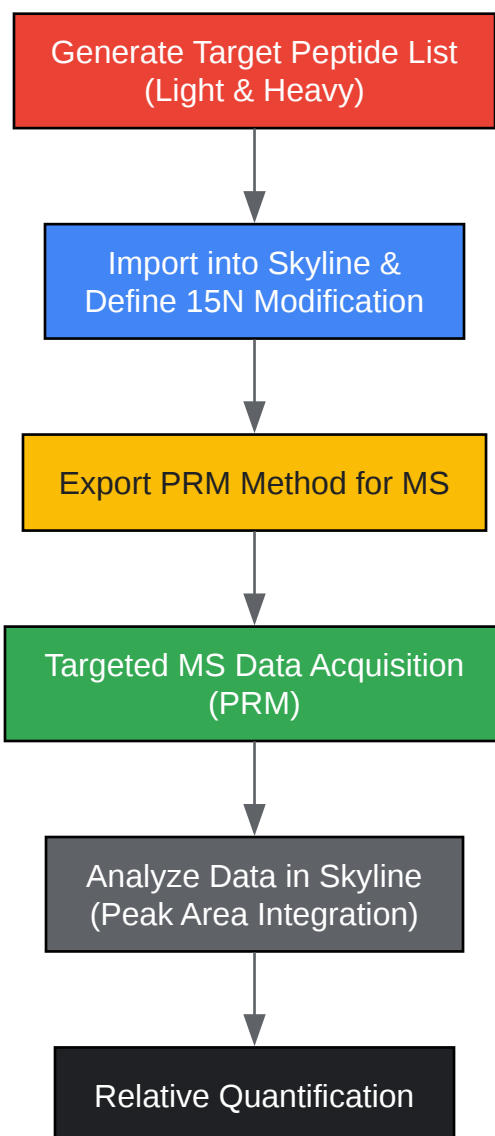 Generate Target Peptide List
(Light & Heavy)
Import into Skyline &
Define 15N Modification
Export PRM Method for MS
Targeted MS Data Acquisition
(PRM)
Analyze Data in Skyline
(Peak Area Integration)
Relative Quantification